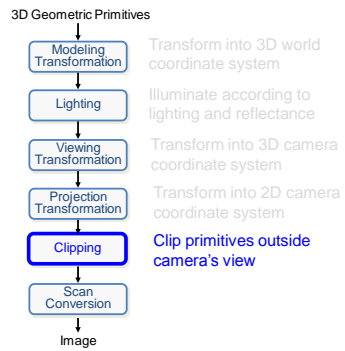 3D Geometric Primitives
Modeling
Transformation
Transform into 3D world
coordinate system
Lighting
Illuminate according to
lighting and reflectance
Viewing
Transformation
Transform into 3D camera
coordinate system
Projection
Transformation
Transform into 2D camera
coordinate system
Clipping
Clip primitives outside
camera's view
Scan
Conversion
Image